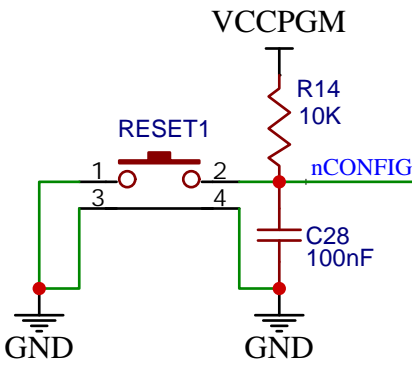 VCCPGM
R14
10K
RESET1
1 2
nCONFIG
3 4
C28
100nF
GND GND